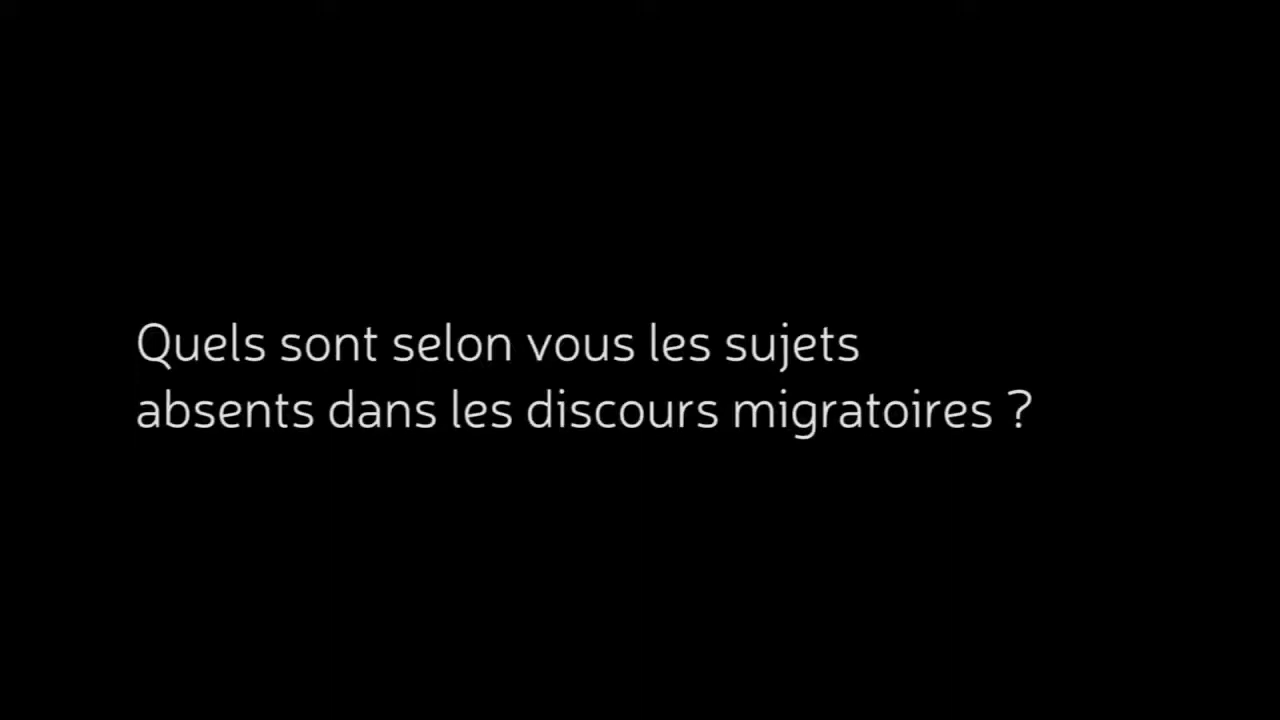 Quels sont selon vous les sujets
absents dans les discours migratoires ?